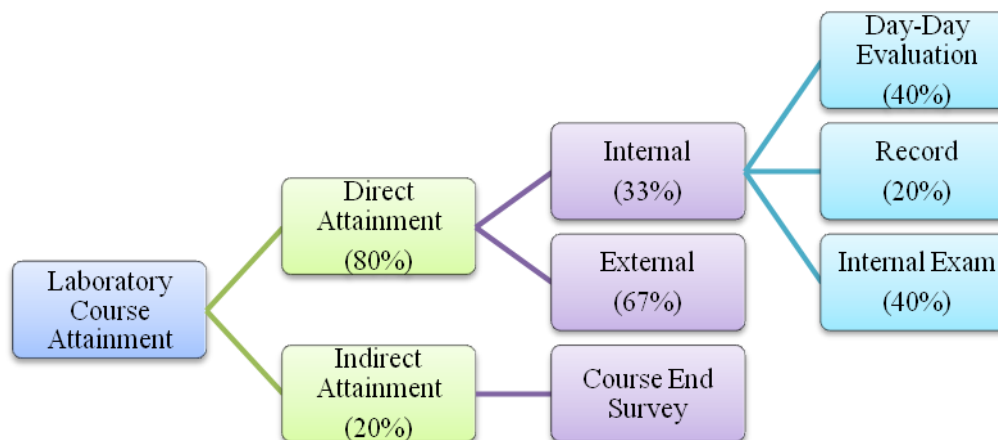 Laboratory
Course
Attainment
Direct
Attainment
(80%)
Internal
(33%)
Day-Day
Evaluation
(40%)
Record
(20%)
Internal Exam
(40%)
External
(67%)
Indirect
Attainment
(20%)
Course End
Survey